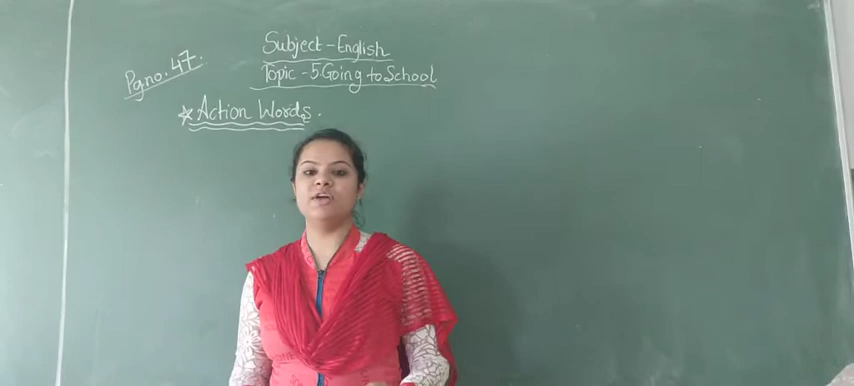 Subject - English
Pg no. 47.
Topic - 5. Going to School
* Action Words.